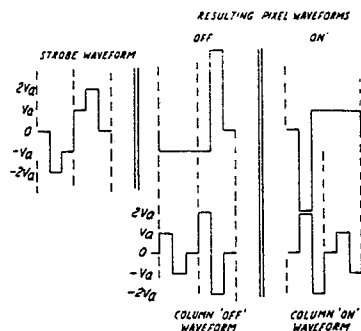 RESULTING PIXEL WAVEFORMS
STROBE WAVEFORM
OFF
ON'
2Va
Va
0
-Va
-2Va
2Va
Va
0
-Va
-2Va
COLUMN 'OFF'
WAVEFORM
COLUMN 'ON'
WAVEFORM